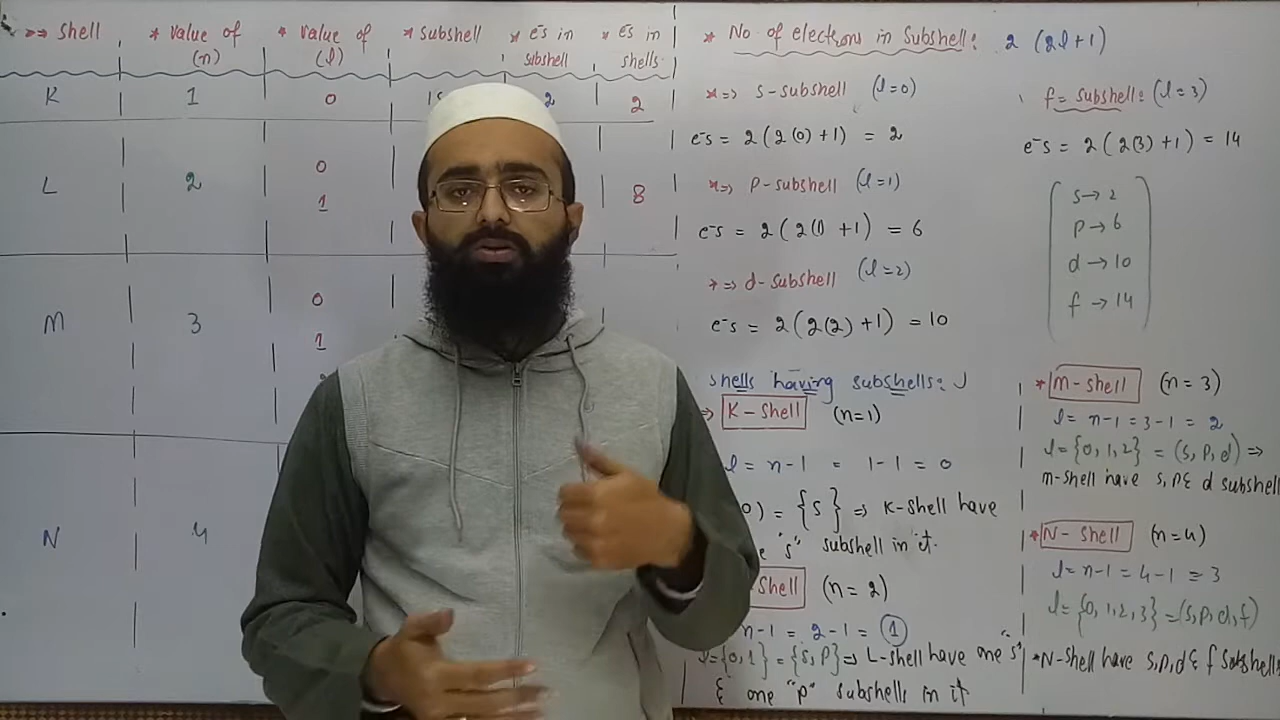 »→ shell * value of (n) * value of (l) * subshell * e⁻s in subshell * e⁻s in shells
K 1 0 1s 2 2
L 2 0 1 8
M 3 0 1
N 4
* No. of electrons in subshell: 2 (2l+1)
*=> s-subshell (l=0)
e⁻s = 2(2(0)+1) = 2
*=> p-subshell (l=1)
e⁻s = 2(2(1)+1) = 6
*=> d-subshell (l=2)
e⁻s = 2(2(2)+1) = 10
f=subshell: (l=3)
e⁻s = 2(2(3)+1) = 14
s→2
p→6
d→10
f→14
shells having subshells:
=> K-shell (n=1)
l = n-1 = 1-1 = 0
0) = {s} => K-shell have
"s" subshell in it.
shell (n=2)
n-1 = 2-1 = 1
l={0,1} = {s,p} => L-shell have one "s"
& one "p" subshells in it
* m-shell (n=3)
l= n-1 = 3-1 = 2
l={0,1,2} = (s,p,d) =>
m-shell have s,p & d subshell
* N-shell (n=4)
l=n-1=4-1=3
l={0,1,2,3} =(s,p,d,f)
*N-shell have s,p,d & f subshells